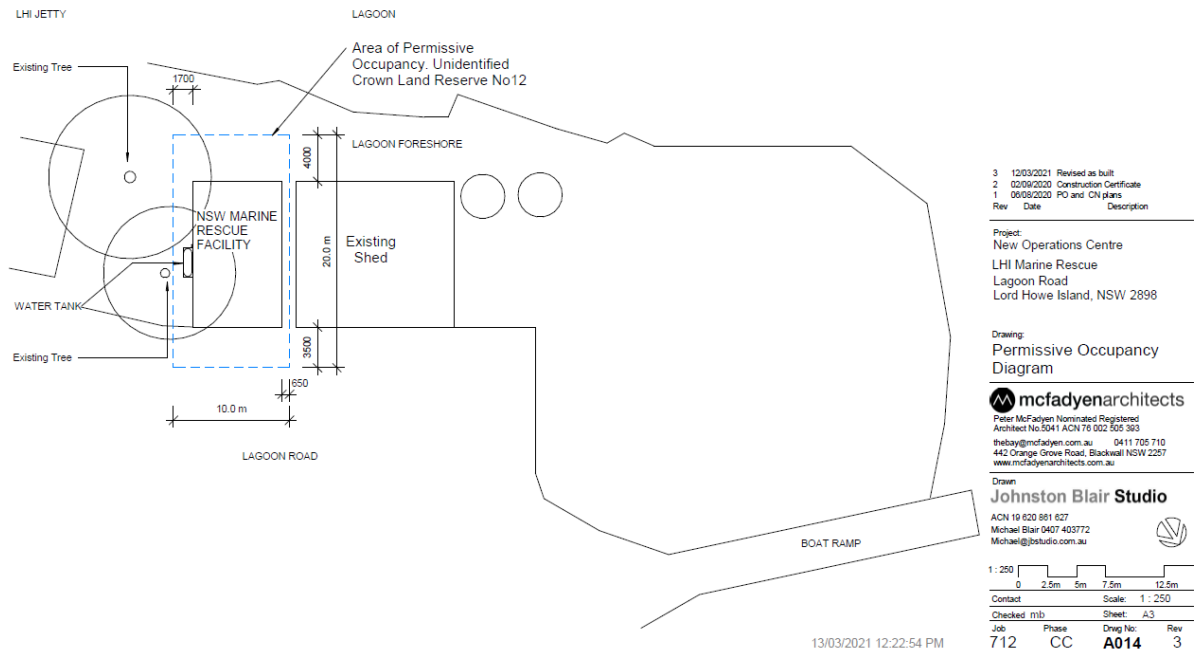 LHI JETTY
LAGOON
Existing Tree
1700
Area of Permissive
Occupancy. Unidentified
Crown Land Reserve No12
LAGOON FORESHORE
4000
NSW MARINE
RESCUE
FACILITY
20.0 m
Existing
Shed
WATER TANK
Existing Tree
3500
650
10.0 m
LAGOON ROAD
BOAT RAMP
13/03/2021 12:22:54 PM
3 12/03/2021 Revised as built
2 02/09/2020 Construction Certificate
1 06/08/2020 PO and CN plans
Rev Date Description
Project:
New Operations Centre
LHI Marine Rescue
Lagoon Road
Lord Howe Island, NSW 2898
Drawing:
Permissive Occupancy
Diagram
mcfadyenarchitects
Peter McFadyen Nominated Registered
Architect No.5041 ACN 76 002 505 393
thebay@mcfadyen.com.au 0411 705 710
442 Orange Grove Road, Blackwall NSW 2257
www.mcfadyenarchitects.com.au
Drawn
Johnston Blair Studio
ACN 19 620 861 627
Michael Blair 0407 403772
Michael@jbstudio.com.au
1 : 250
0 2.5m 5m 7.5m 12.5m
Contact Scale: 1 : 250
Checked mb Sheet: A3
Job Phase Drwg No: Rev
712 CC A014 3